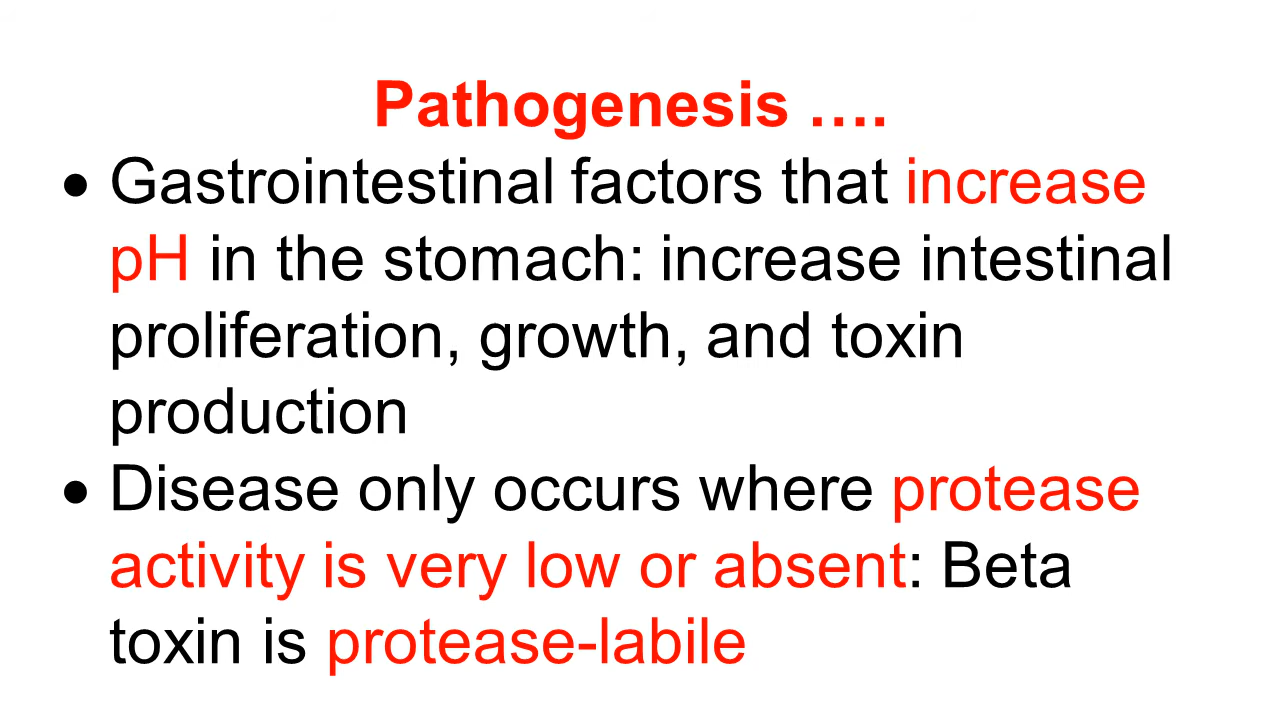 Pathogenesis ….
• Gastrointestinal factors that increase
pH in the stomach: increase intestinal
proliferation, growth, and toxin
production
• Disease only occurs where protease
activity is very low or absent: Beta
toxin is protease-labile